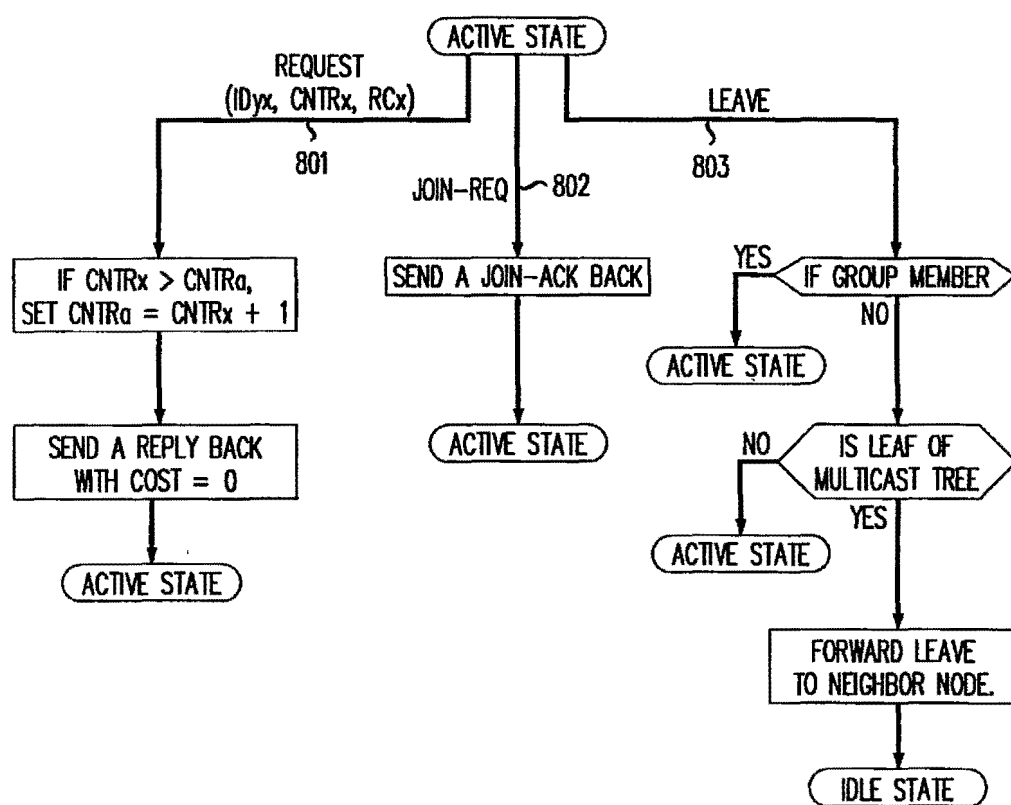 ACTIVE STATE
REQUEST
(IDyx, CNTRx, RCx)
801
JOIN-REQ
802
LEAVE
803
IF CNTRx > CNTRa,
SET CNTRa = CNTRx + 1
SEND A REPLY BACK
WITH COST = 0
ACTIVE STATE
SEND A JOIN-ACK BACK
ACTIVE STATE
IF GROUP MEMBER
YES
NO
ACTIVE STATE
IS LEAF OF
MULTICAST TREE
NO
YES
ACTIVE STATE
FORWARD LEAVE
TO NEIGHBOR NODE.
IDLE STATE